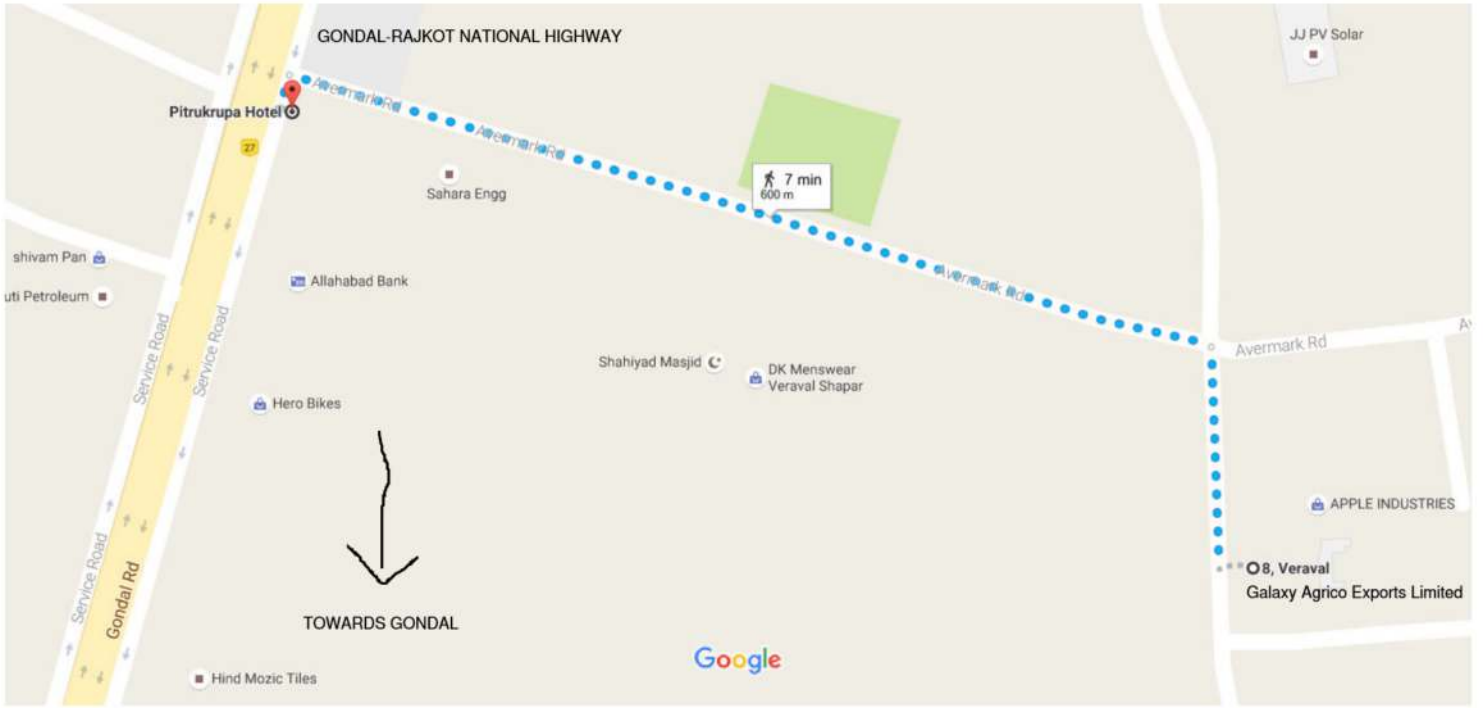 GONDAL-RAJKOT NATIONAL HIGHWAY
JJ PV Solar
Avermark Rd
Pitrukrupa Hotel
27
Avermark Rd
Sahara Engg
7 min
600 m
shivam Pan
Allahabad Bank
uti Petroleum
Avermark Rd
Service Road
Service Road
Avermark Rd
Av
Shahiyad Masjid
DK Menswear
Veraval Shapar
Hero Bikes
APPLE INDUSTRIES
Service Road
Gondal Rd
8, Veraval
Galaxy Agrico Exports Limited
TOWARDS GONDAL
Google
Hind Mozic Tiles